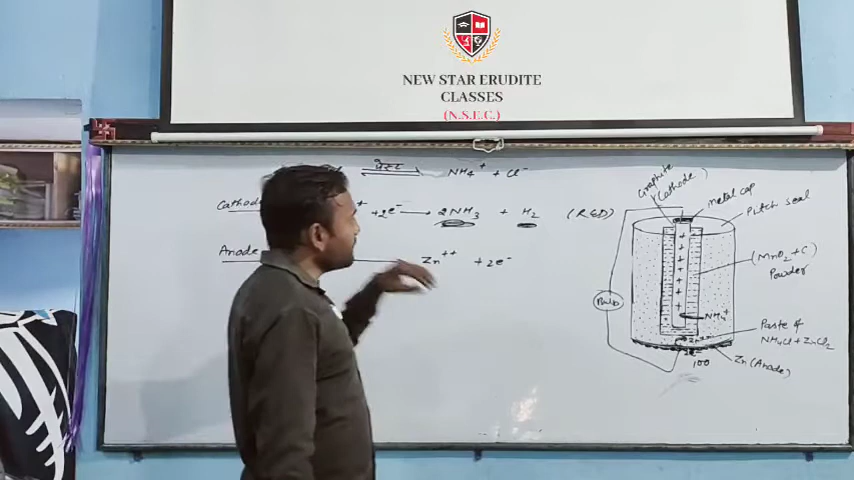 NEW STAR ERUDITE
CLASSES
(N.S.E.C.)
NH₄⁺ + Cl⁻
Cathode
+2e⁻ → 2NH₃ + H₂ (RED)
Anode
Zn⁺⁺ + 2e⁻
Graphite
(Cathode)
metal cap
Pitch seal
(MnO₂+C)
Powder
Bulb
NH₄⁺
Paste of
NH₄Cl+ZnCl₂
Zn(Anode)